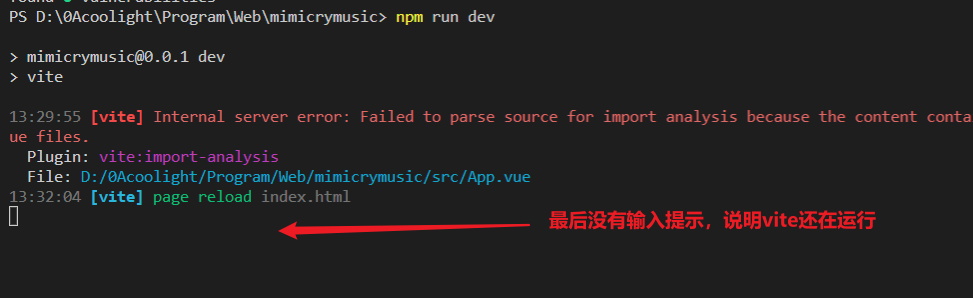 PS D:\0Acoolight\Program\Web\mimicrymusic> npm run dev
> mimicrymusic@0.0.1 dev
> vite
13:29:55 [vite] Internal server error: Failed to parse source for import analysis because the content conta
ue files.
Plugin: vite:import-analysis
File: D:/0Acoolight/Program/Web/mimicrymusic/src/App.vue
13:32:04 [vite] page reload index.html
最后没有输入提示，说明vite还在运行